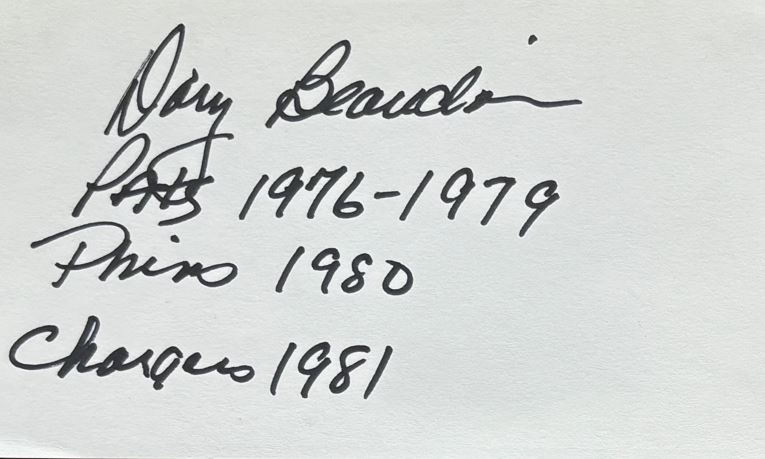 Doug Beaudoin
Pats 1976-1979
Phins 1980
Chargers 1981